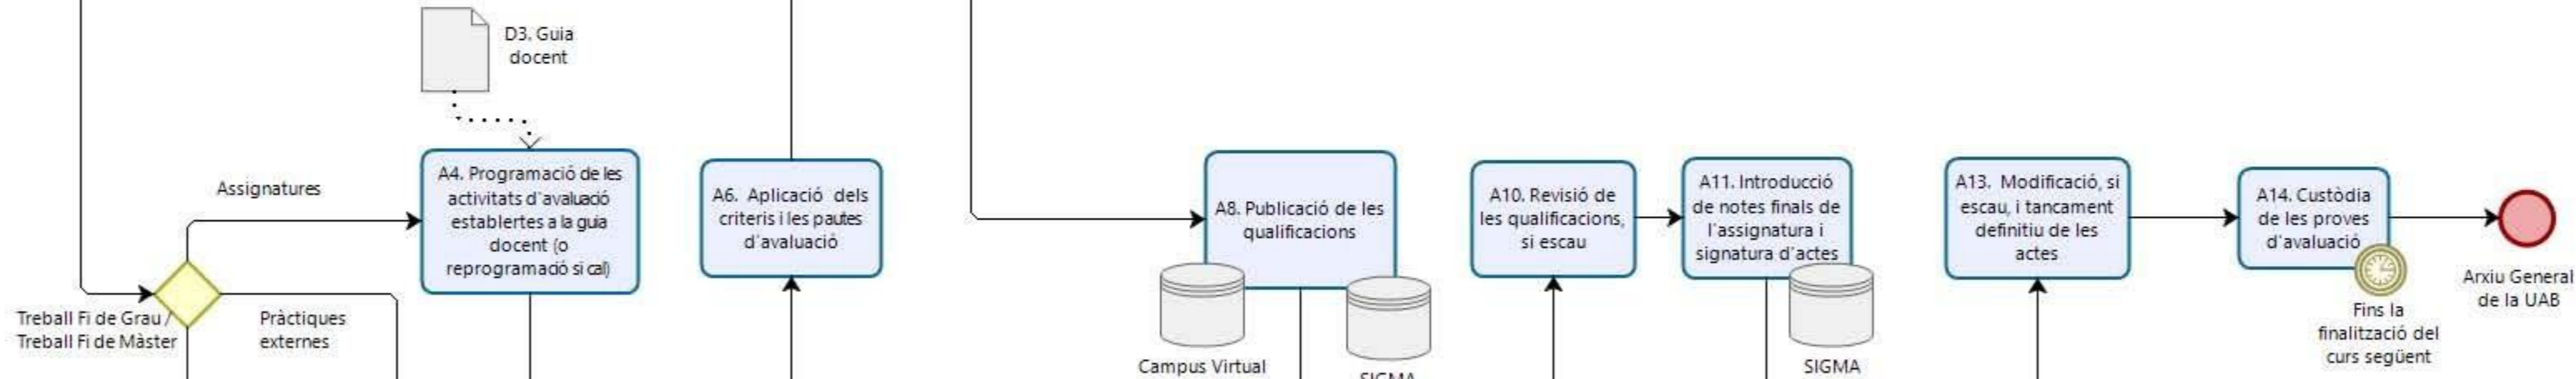 D3. Guia
docent
Assignatures
Treball Fi de Grau /
Treball Fi de Màster
Pràctiques
externes
A4. Programació de les
activitats d'avaluació
establertes a la guia
docent (o
reprogramació si cal)
A6. Aplicació dels
criteris i les pautes
d'avaluació
A8. Publicació de les
qualificacions
Campus Virtual
SIGMA
A10. Revisió de
les qualificacions,
si escau
A11. Introducció
de notes finals de
l'assignatura i
signatura d'actes
SIGMA
A13. Modificació, si
escau, i tancament
definitiu de les
actes
A14. Custòdia
de les proves
d'avaluació
Fins la
finalització del
curs següent
Arxiu General
de la UAB